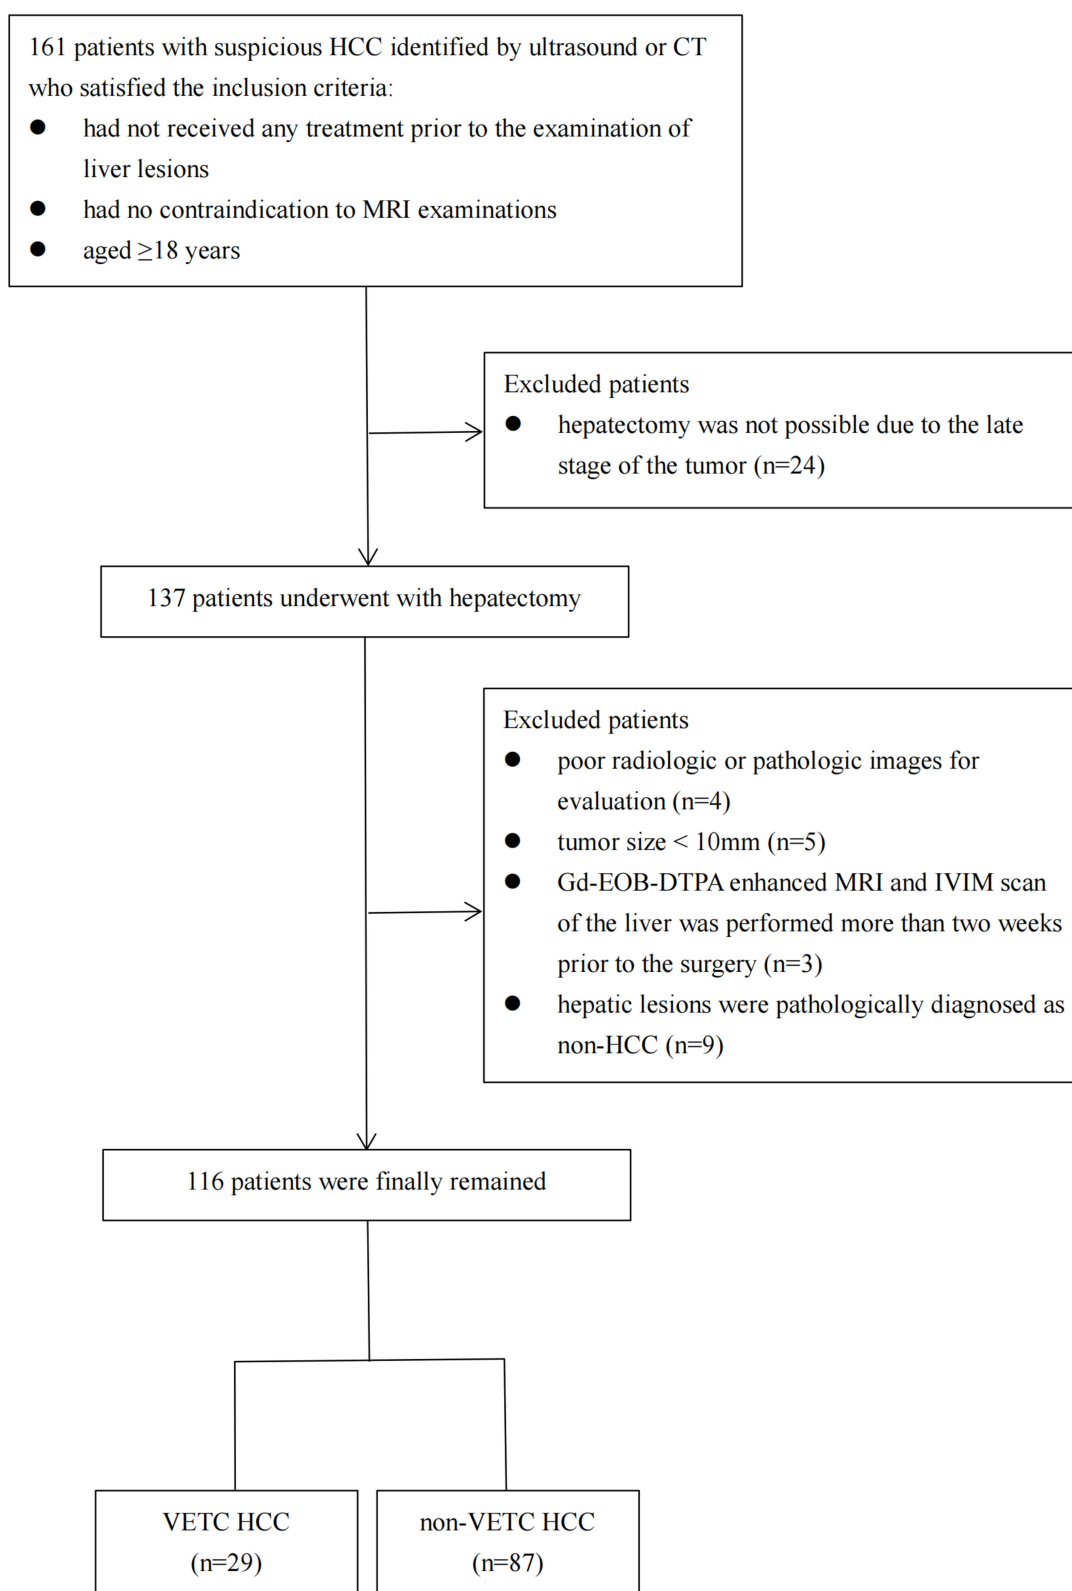 161 patients with suspicious HCC identified by ultrasound or CT
who satisfied the inclusion criteria:
● had not received any treatment prior to the examination of
liver lesions
● had no contraindication to MRI examinations
● aged ≥18 years
Excluded patients
● hepatectomy was not possible due to the late
stage of the tumor (n=24)
137 patients underwent with hepatectomy
Excluded patients
● poor radiologic or pathologic images for
evaluation (n=4)
● tumor size < 10mm (n=5)
● Gd-EOB-DTPA enhanced MRI and IVIM scan
of the liver was performed more than two weeks
prior to the surgery (n=3)
● hepatic lesions were pathologically diagnosed as
non-HCC (n=9)
116 patients were finally remained
VETC HCC
(n=29)
non-VETC HCC
(n=87)